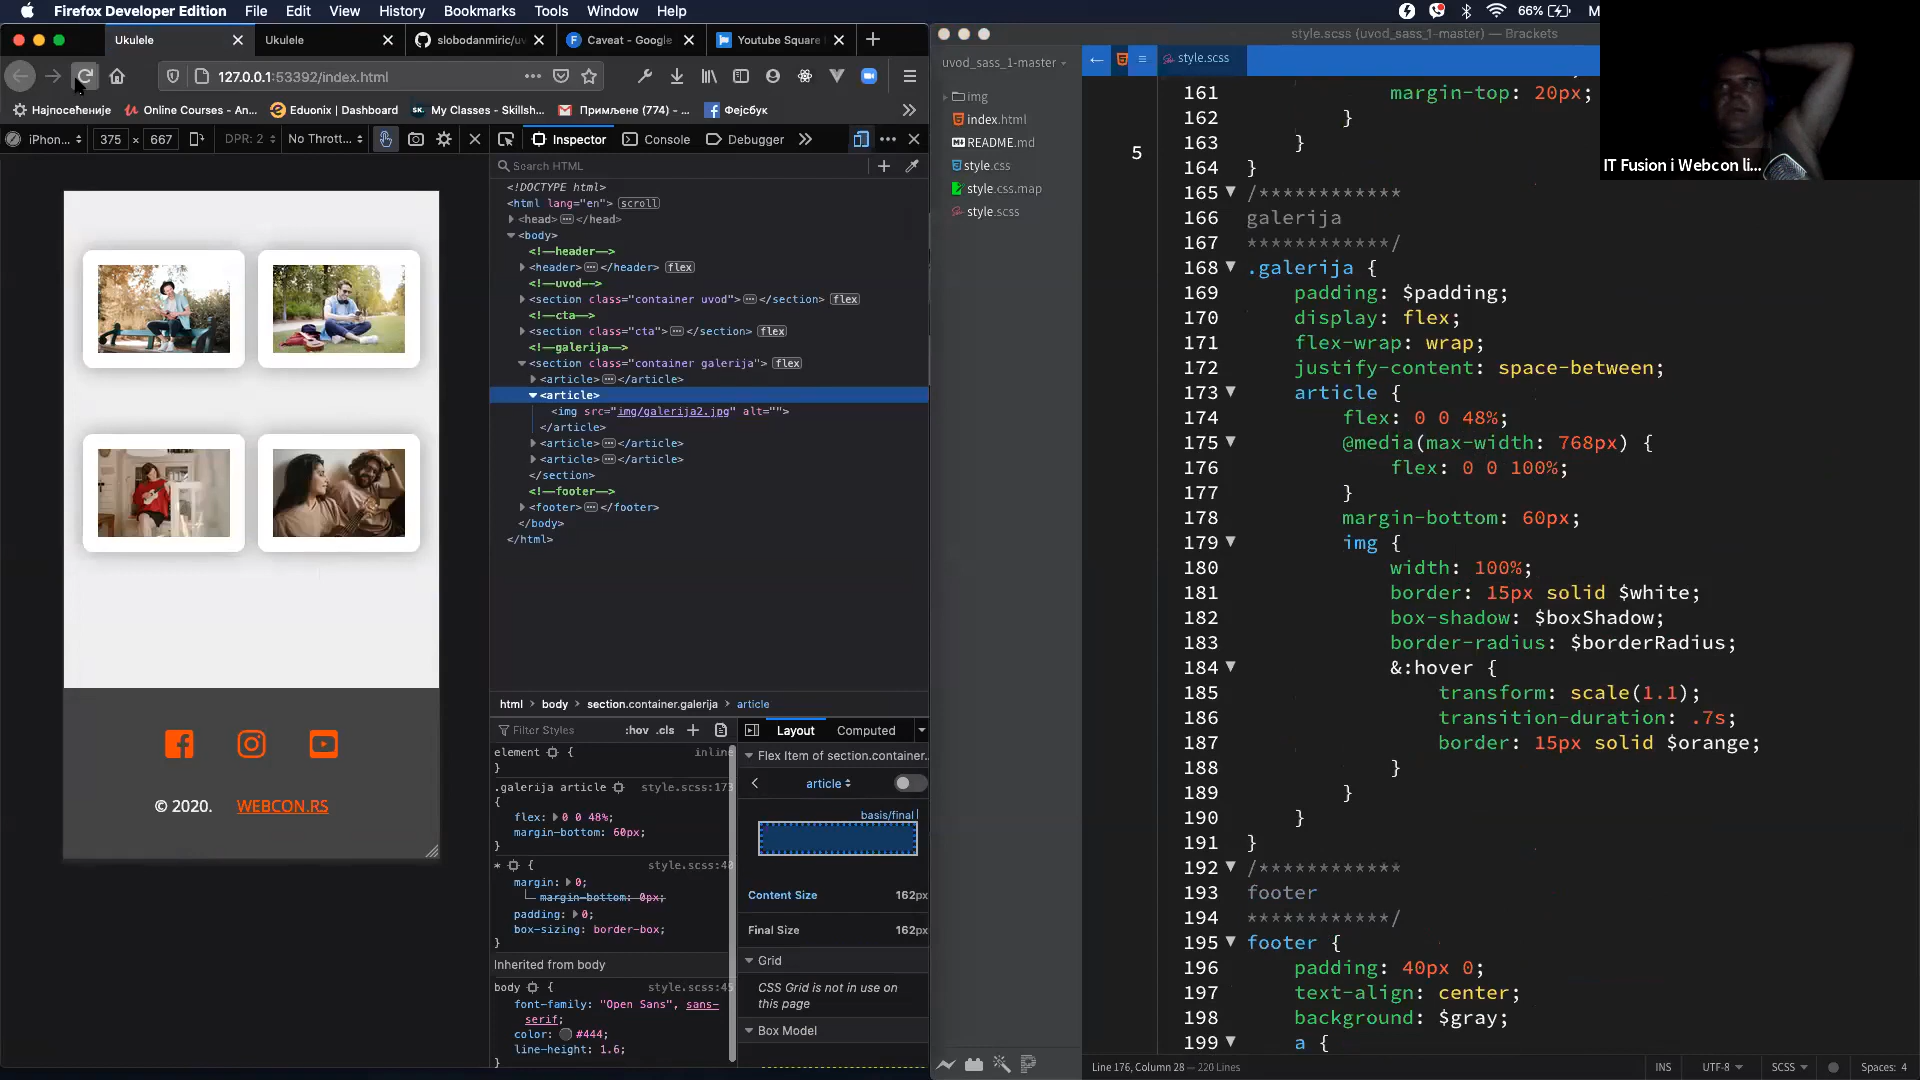 Firefox Developer Edition File Edit View History Bookmarks Tools Window Help
66%
Ukulele
Ukulele
slobodanmiric/uv
Caveat - Google
Youtube Square
127.0.0.1:53392/index.html
Најпосећеније
Online Courses - An...
Eduonix | Dashboard
My Classes - Skillsh...
Примљене (774) -...
Фејсбук
iPhon... 375 667 DPR: 2 No Thrott...
Inspector Console Debugger
Search HTML
<!DOCTYPE html>
<html lang="en"> scroll
<head> </head>
<body>
<!--header-->
<header> </header> flex
<!--uvod-->
<section class="container uvod"> </section> flex
<!--cta-->
<section class="cta"> </section> flex
<!--galerija-->
<section class="container galerija"> flex
<article> </article>
<article>
<img src="img/galerija2.jpg" alt="">
</article>
<article> </article>
<article> </article>
</section>
<!--footer-->
<footer> </footer>
</body>
</html>
html body section.container.galerija article
Filter Styles :hov .cls
element { inline
}
.galerija article style.scss:173
{
flex: 0 0 48%;
margin-bottom: 60px;
}
* { style.scss:40
margin: 0;
margin-bottom: 0px;
padding: 0;
box-sizing: border-box;
}
Inherited from body
body { style.scss:45
font-family: "Open Sans", sans-
serif;
color: #444;
line-height: 1.6;
}
Layout Computed
Flex Item of section.container..
article
basis/final
Content Size 162px
Final Size 162px
Grid
CSS Grid is not in use on
this page
Box Model
© 2020. WEBCON.RS
style.scss (uvod_sass_1-master) — Brackets
uvod_sass_1-master
img
index.html
README.md
style.css
style.css.map
style.scss
style.scss
5
161 margin-top: 20px;
162 }
163 }
164 }
165 /************
166 galerija
167 ************/
168 .galerija {
169 padding: $padding;
170 display: flex;
171 flex-wrap: wrap;
172 justify-content: space-between;
173 article {
174 flex: 0 0 48%;
175 @media(max-width: 768px) {
176 flex: 0 0 100%;
177 }
178 margin-bottom: 60px;
179 img {
180 width: 100%;
181 border: 15px solid $white;
182 box-shadow: $boxShadow;
183 border-radius: $borderRadius;
184 &:hover {
185 transform: scale(1.1);
186 transition-duration: .7s;
187 border: 15px solid $orange;
188 }
189 }
190 }
191 }
192 /************
193 footer
194 ************/
195 footer {
196 padding: 40px 0;
197 text-align: center;
198 background: $gray;
199 a {
IT Fusion i Webcon li...
Line 176, Column 28 — 220 Lines
INS UTF-8 SCSS Spaces: 4